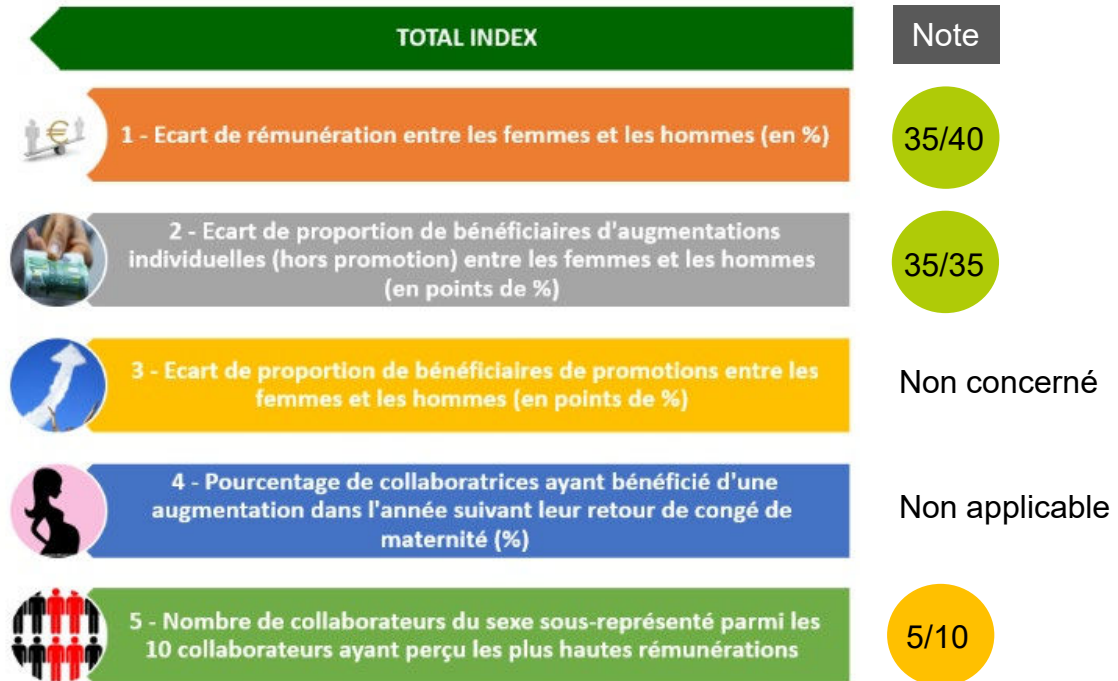 TOTAL INDEX
Note
1 - Ecart de rémunération entre les femmes et les hommes (en %)
35/40
2 - Ecart de proportion de bénéficiaires d'augmentations
individuelles (hors promotion) entre les femmes et les hommes
(en points de %)
35/35
3 - Ecart de proportion de bénéficiaires de promotions entre les
femmes et les hommes (en points de %)
Non concerné
4 - Pourcentage de collaboratrices ayant bénéficié d'une
augmentation dans l'année suivant leur retour de congé de
maternité (%)
Non applicable
5 - Nombre de collaborateurs du sexe sous-représenté parmi les
10 collaborateurs ayant perçu les plus hautes rémunérations
5/10